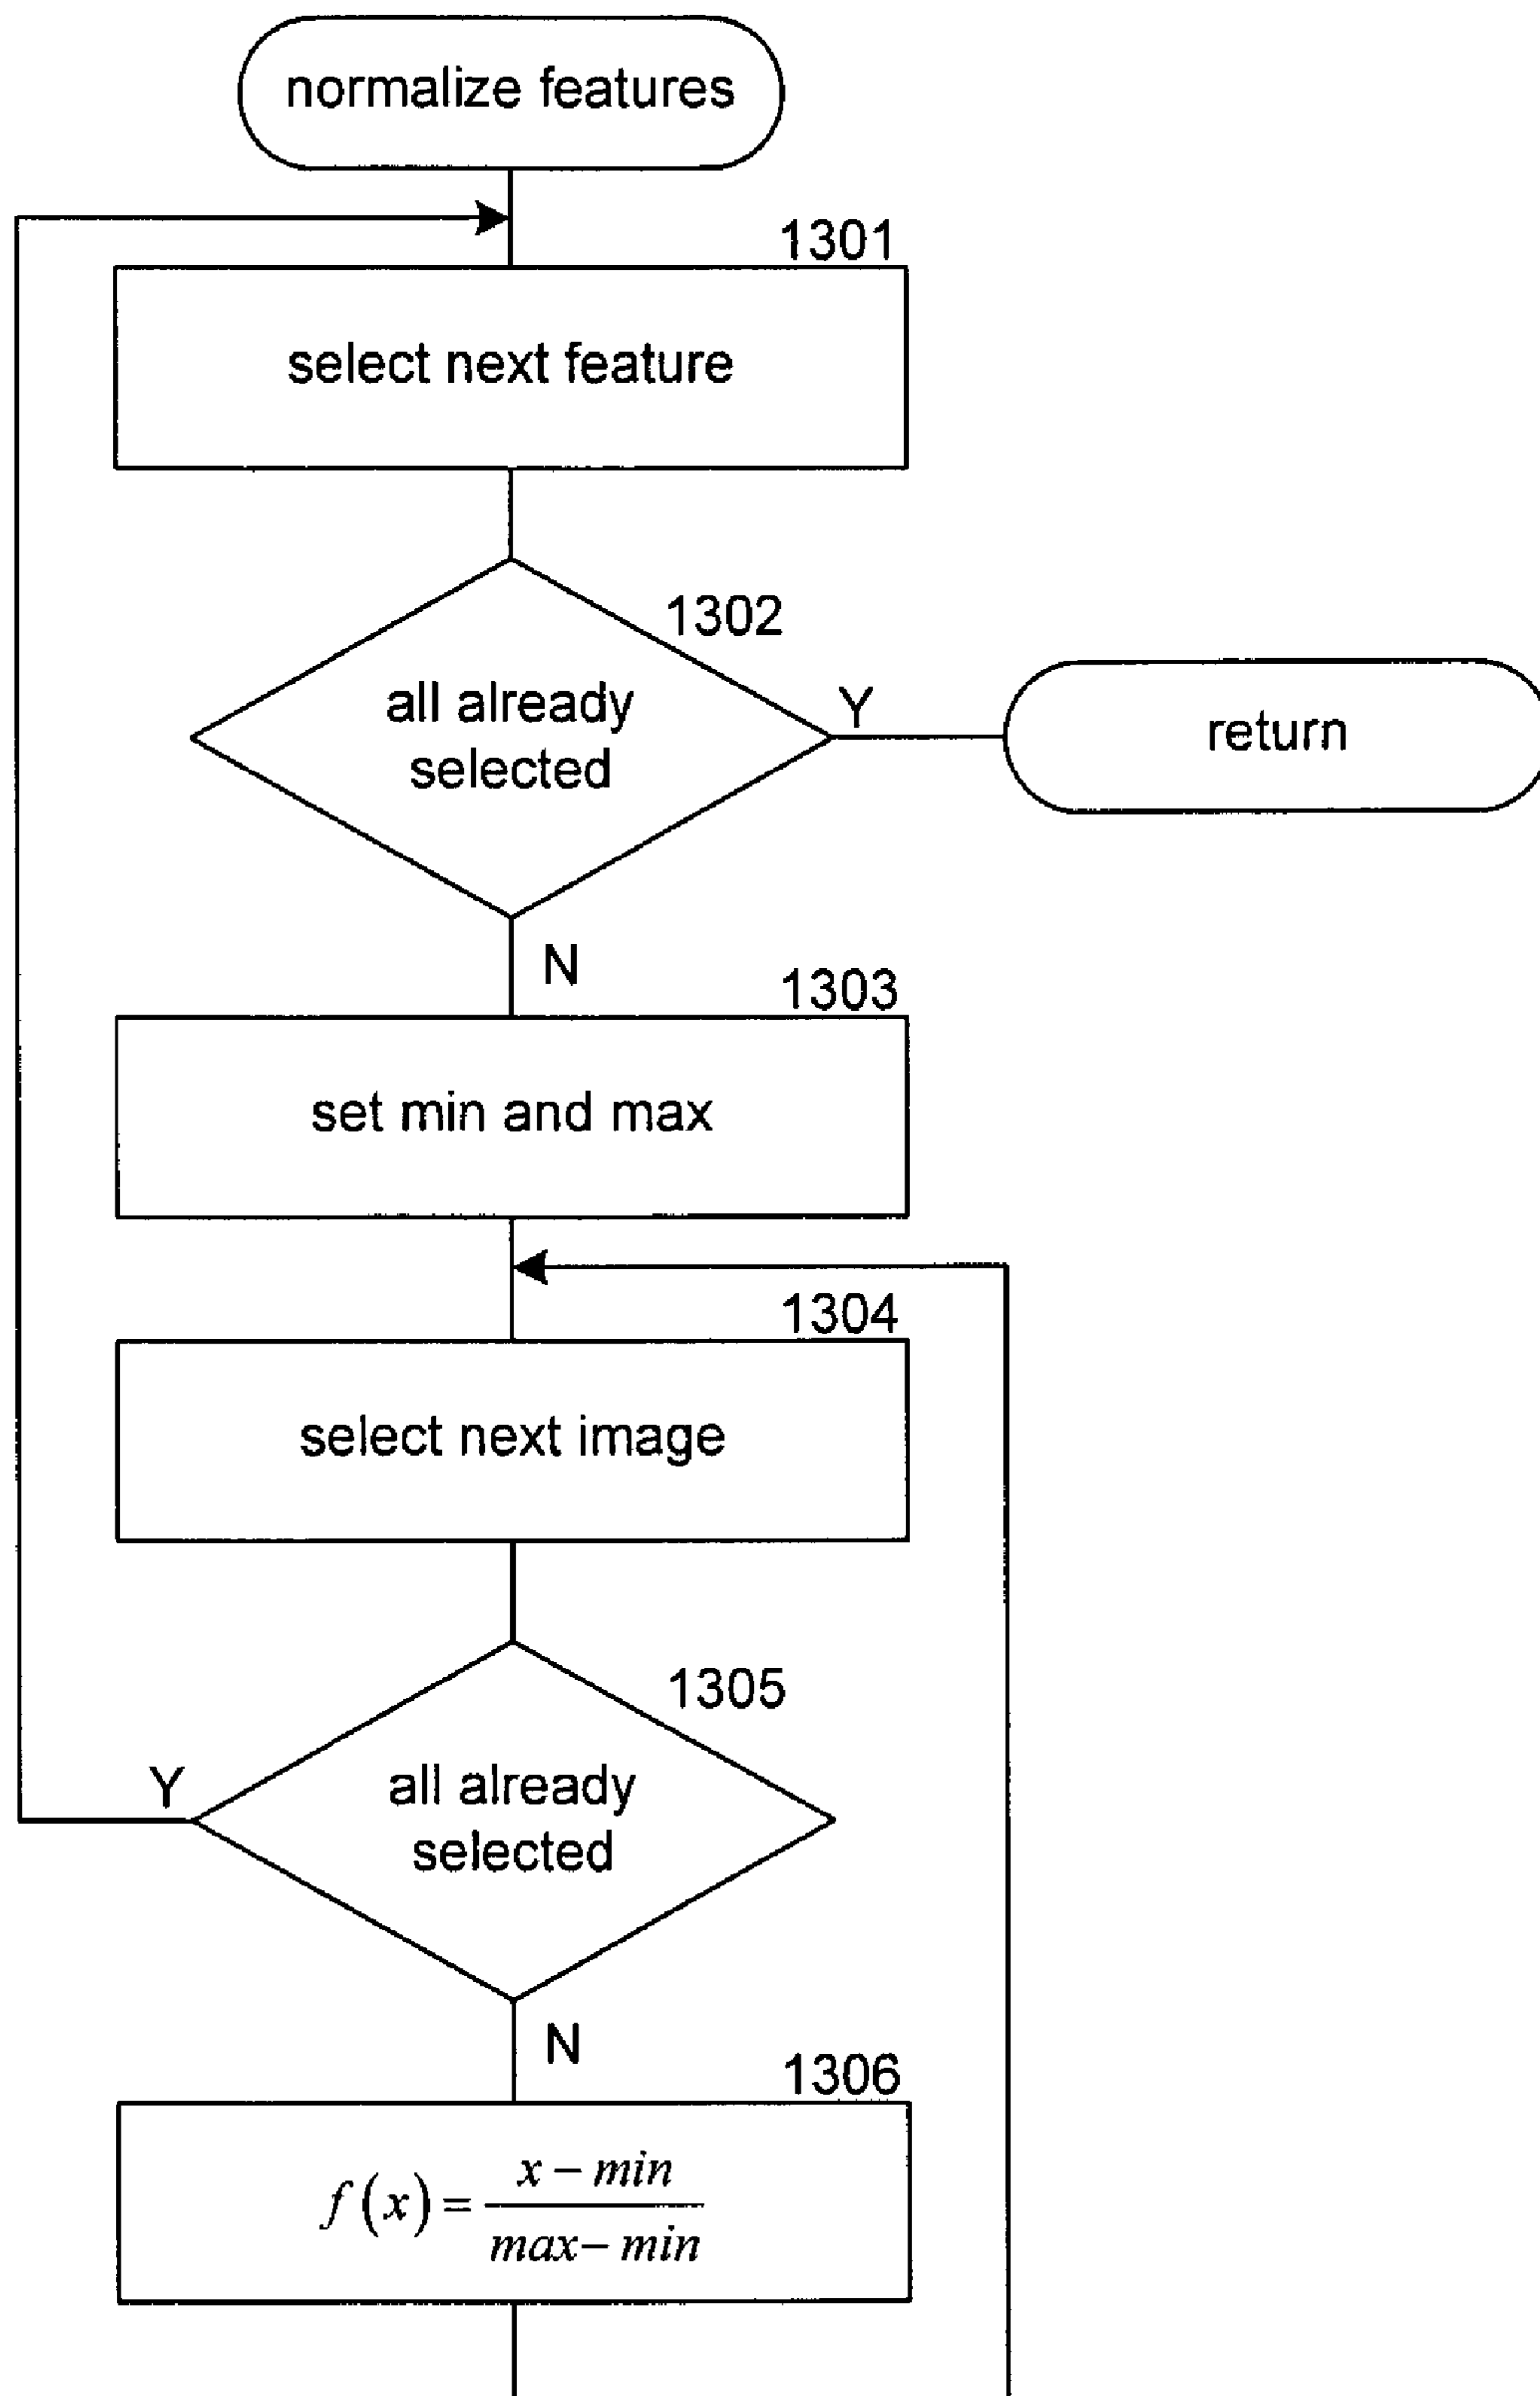 normalize features
1301
select next feature
1302
all already
selected
Y
return
N
1303
set min and max
1304
select next image
1305
Y
all already
selected
N
1306
f(x) = x – min
max – min